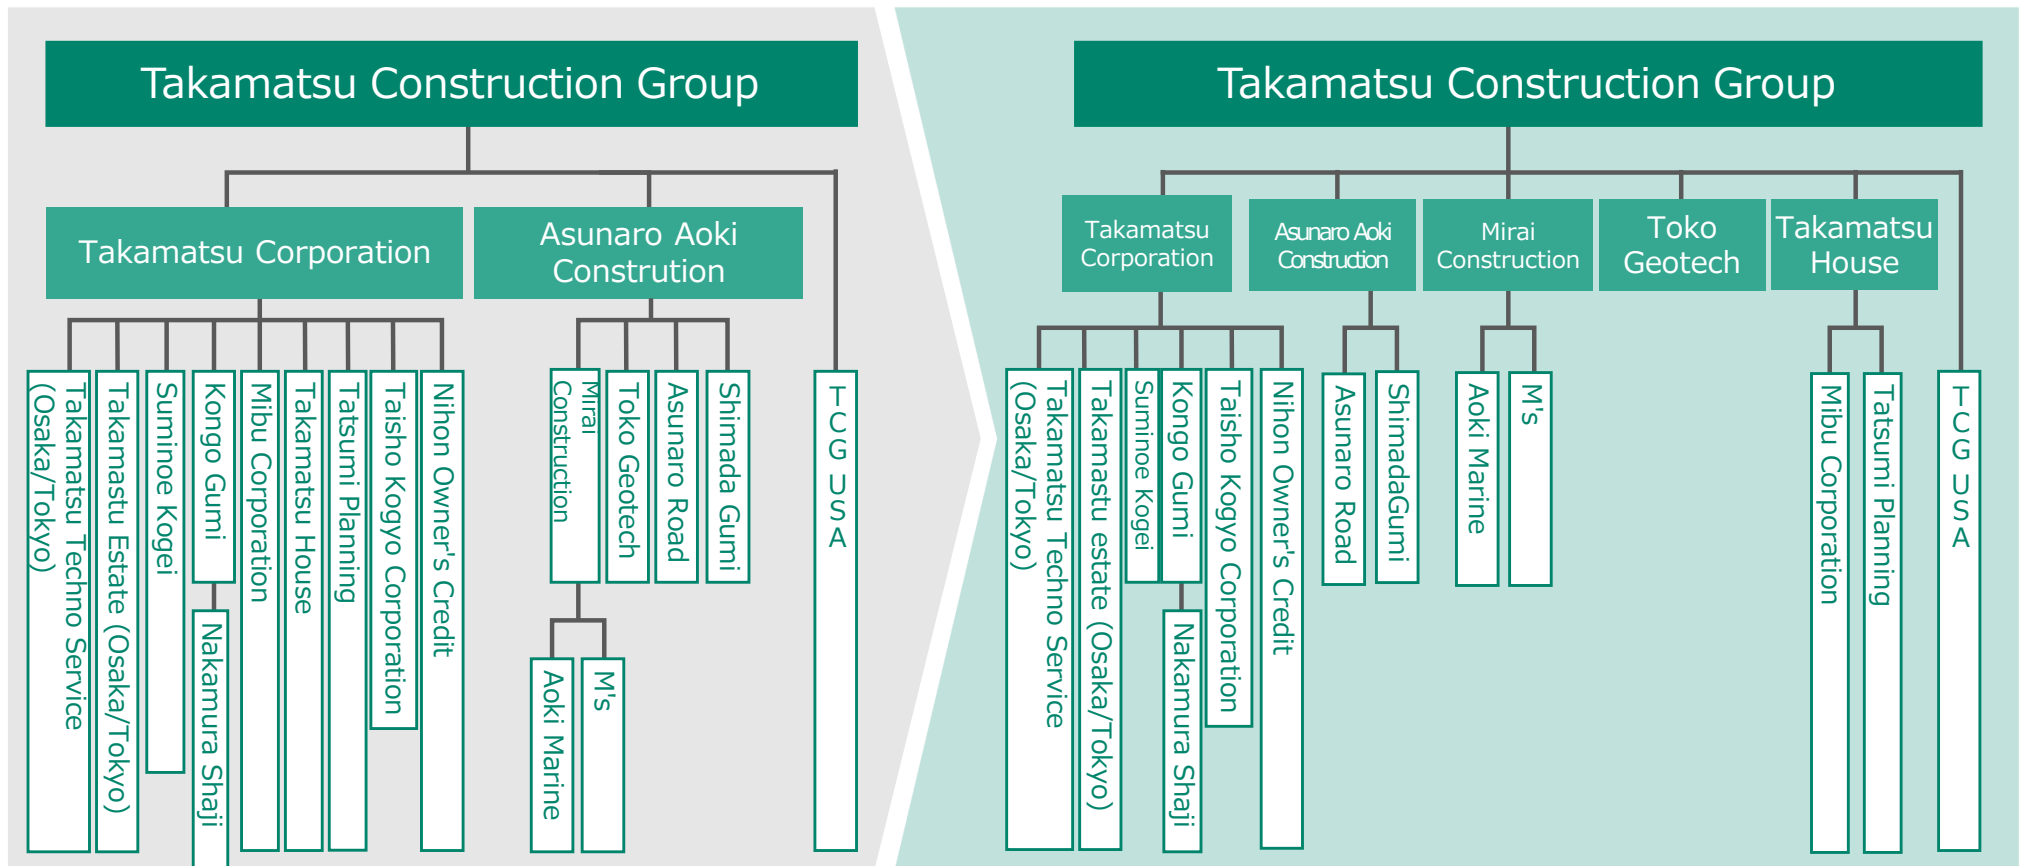 Takamatsu Construction Group
Takamatsu Corporation
Asunaro Aoki
Constrution
Takamatsu Techno Service
(Osaka/Tokyo)
Takamastu Estate (Osaka/Tokyo)
Suminoe Kogei
Kongo Gumi
Nakamura Shaji
Mibu Corporation
Takamatsu House
Tatsumi Planning
Taisho Kogyo Corporation
Nihon Owner's Credit
Mirai
Construction
Aoki Marine
M's
Toko Geotech
Asunaro Road
Shimada Gumi
TCG USA
Takamatsu Construction Group
Takamatsu
Corporation
Asunaro Aoki
Construction
Mirai
Construction
Toko
Geotech
Takamatsu
House
Takamatsu Techno Service
(Osaka/Tokyo)
Takamastu estate (Osaka/Tokyo)
Suminoe Kogei
Kongo Gumi
Nakamura Shaji
Taisho Kogyo Corporation
Nihon Owner's Credit
Asunaro Road
ShimadaGumi
Aoki Marine
M's
Mibu Corporation
Tatsumi Planning
TCG USA